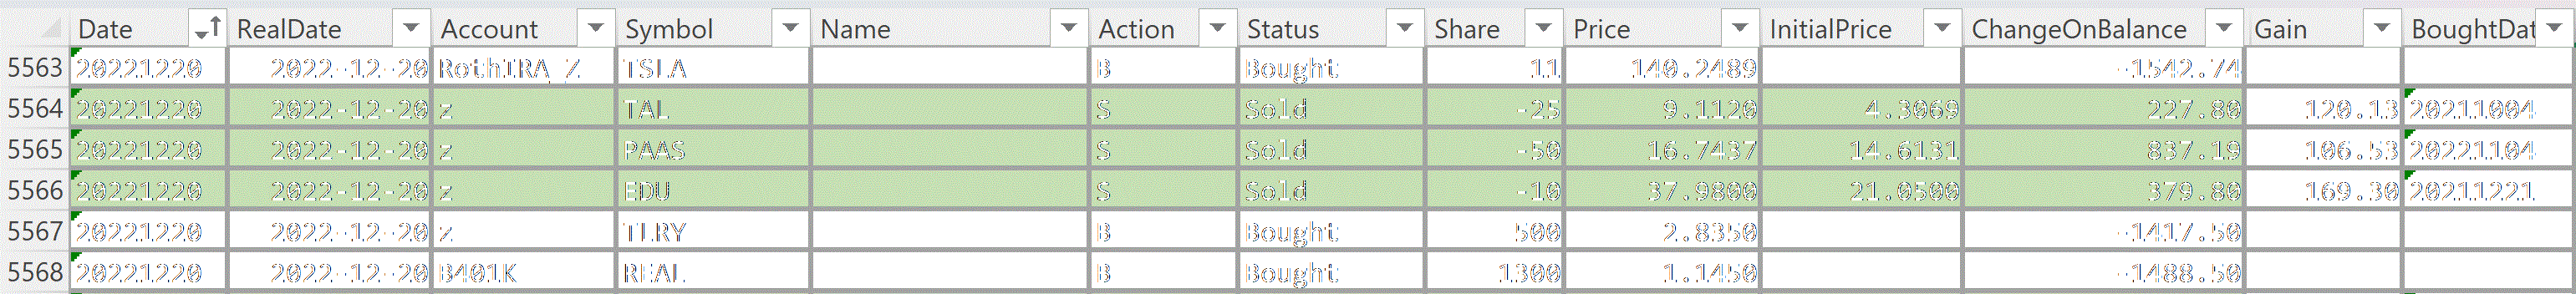 Date RealDate Account Symbol Name Action Status Share Price InitialPrice ChangeOnBalance Gain BoughtDat
5563 20221220 2022-12-20 RothIRA_Z TSLA B Bought 11 140.2489 -1542.74
5564 20221220 2022-12-20 z TAL S Sold -25 9.1120 4.3069 227.80 120.13 20211004
5565 20221220 2022-12-20 z PAAS S Sold -50 16.7437 14.6131 837.19 106.53 20221104
5566 20221220 2022-12-20 z EDU S Sold -10 37.9800 21.0500 379.80 169.30 20211221
5567 20221220 2022-12-20 z TLRY B Bought 500 2.8350 -1417.50
5568 20221220 2022-12-20 B401K REAL B Bought 1300 1.1450 -1488.50